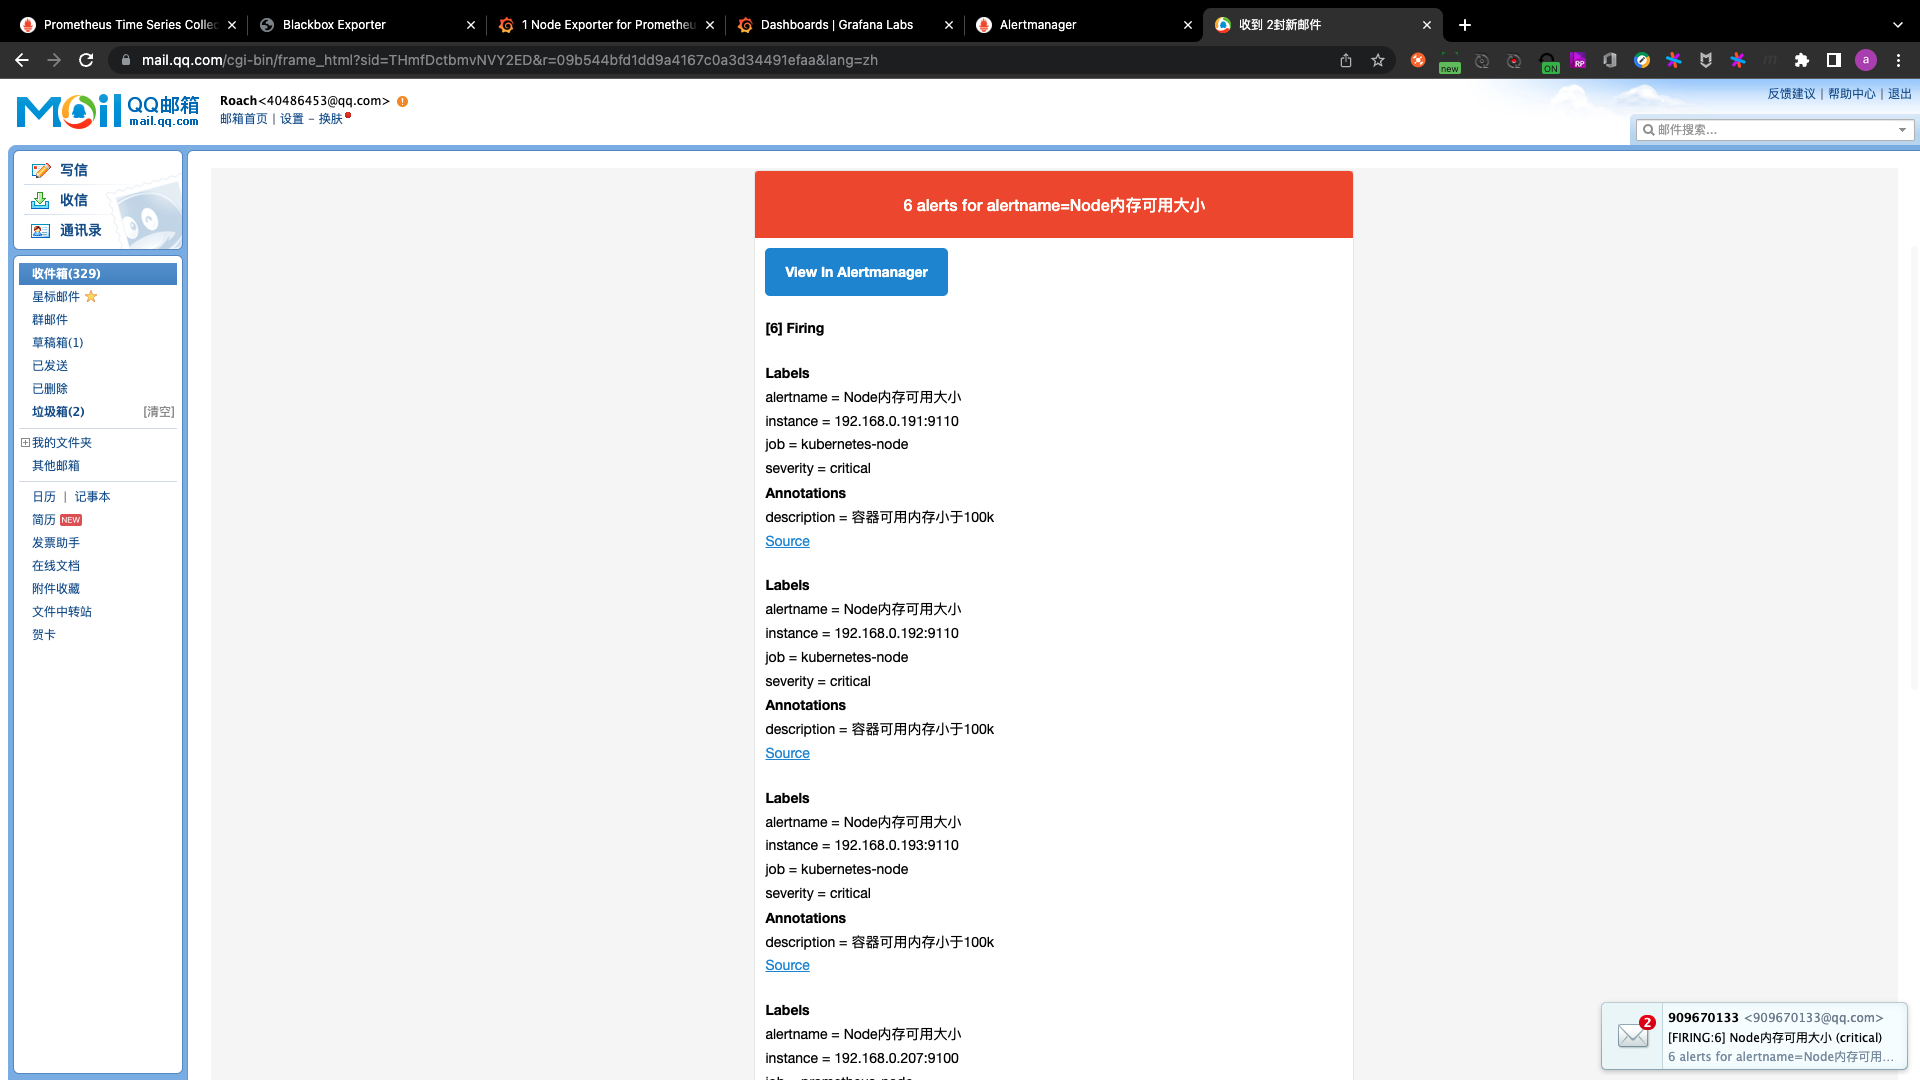 Prometheus Time Series Collec
Blackbox Exporter
1 Node Exporter for Prometheu
Dashboards | Grafana Labs
Alertmanager
收到 2封新邮件
mail.qq.com/cgi-bin/frame_html?sid=THmfDctbmvNVY2ED&r=09b544bfd1dd9a4167c0a3d34491efaa&lang=zh
new
ON
RP
a
Mail QQ邮箱
mail.qq.com
Roach<40486453@qq.com>
邮箱首页 | 设置 - 换肤
反馈建议 | 帮助中心 | 退出
邮件搜索...
写信
收信
通讯录
收件箱(329)
星标邮件
群邮件
草稿箱(1)
已发送
已删除
垃圾箱(2) [清空]
我的文件夹
其他邮箱
日历 | 记事本
简历 NEW
发票助手
在线文档
附件收藏
文件中转站
贺卡
6 alerts for alertname=Node内存可用大小
View In Alertmanager
[6] Firing
Labels
alertname = Node内存可用大小
instance = 192.168.0.191:9110
job = kubernetes-node
severity = critical
Annotations
description = 容器可用内存小于100k
Source
Labels
alertname = Node内存可用大小
instance = 192.168.0.192:9110
job = kubernetes-node
severity = critical
Annotations
description = 容器可用内存小于100k
Source
Labels
alertname = Node内存可用大小
instance = 192.168.0.193:9110
job = kubernetes-node
severity = critical
Annotations
description = 容器可用内存小于100k
Source
Labels
alertname = Node内存可用大小
instance = 192.168.0.207:9100
job = prometheus-node
2
909670133 <909670133@qq.com>
[FIRING:6] Node内存可用大小 (critical)
6 alerts for alertname=Node内存可用...